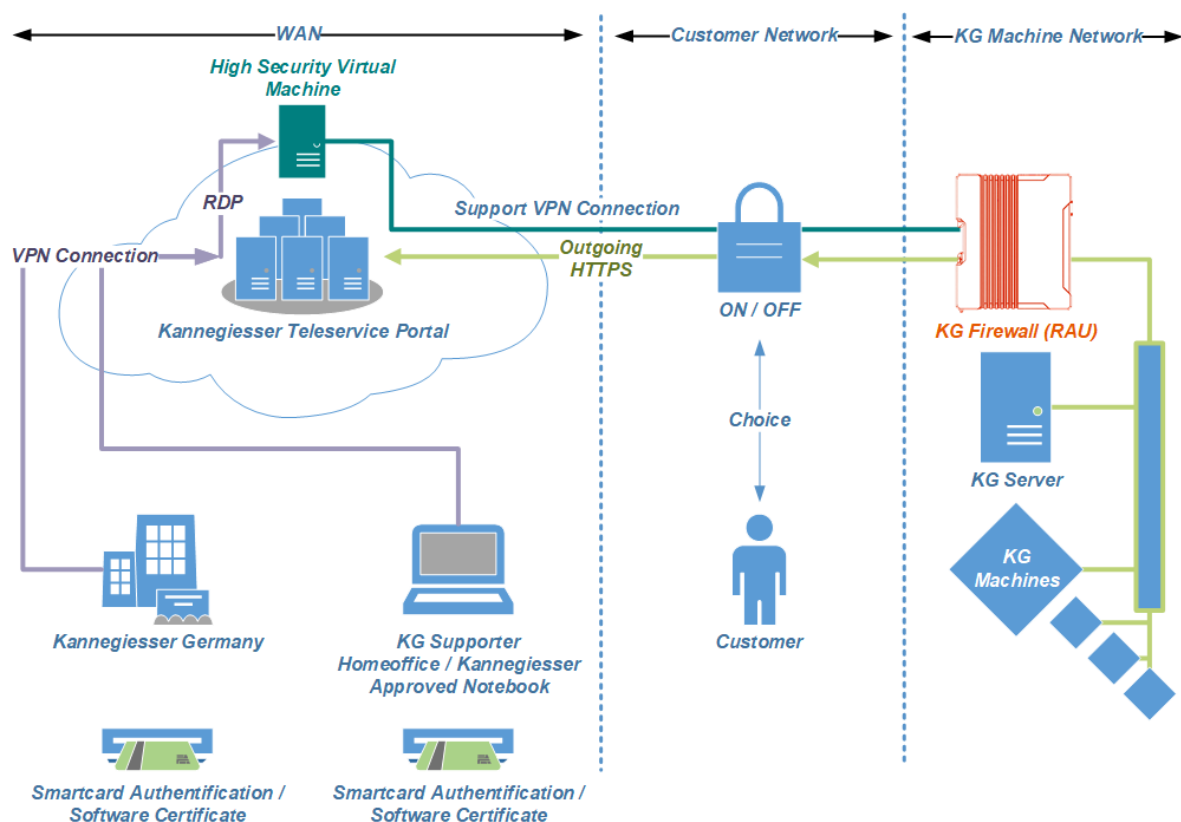 WAN
Customer Network
KG Machine Network
High Security Virtual
Machine
RDP
VPN Connection
Support VPN Connection
Outgoing
HTTPS
Kannegiesser Teleservice Portal
ON / OFF
KG Firewall (RAU)
Choice
KG Server
KG
Machines
Kannegiesser Germany
KG Supporter
Homeoffice / Kannegiesser
Approved Notebook
Customer
Smartcard Authentification /
Software Certificate
Smartcard Authentification /
Software Certificate